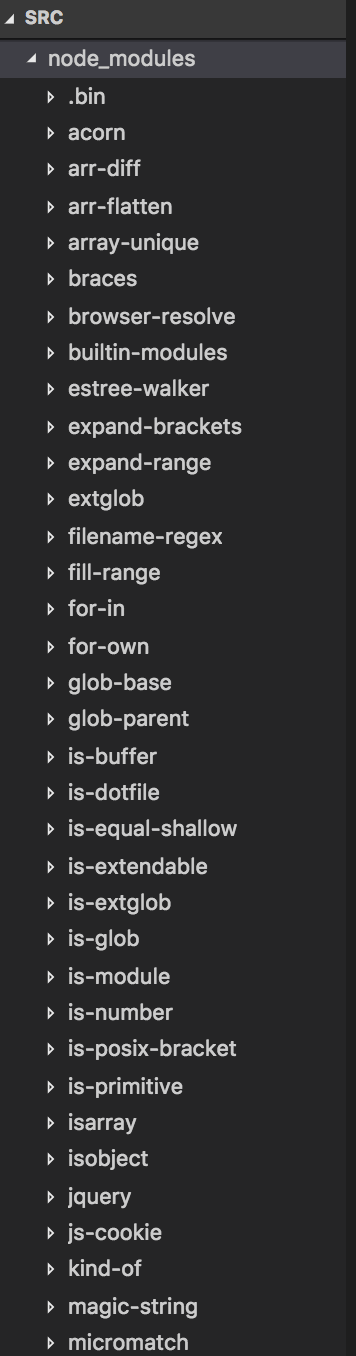 SRC
node_modules
.bin
acorn
arr-diff
arr-flatten
array-unique
braces
browser-resolve
builtin-modules
estree-walker
expand-brackets
expand-range
extglob
filename-regex
fill-range
for-in
for-own
glob-base
glob-parent
is-buffer
is-dotfile
is-equal-shallow
is-extendable
is-extglob
is-glob
is-module
is-number
is-posix-bracket
is-primitive
isarray
isobject
jquery
js-cookie
kind-of
magic-string
micromatch